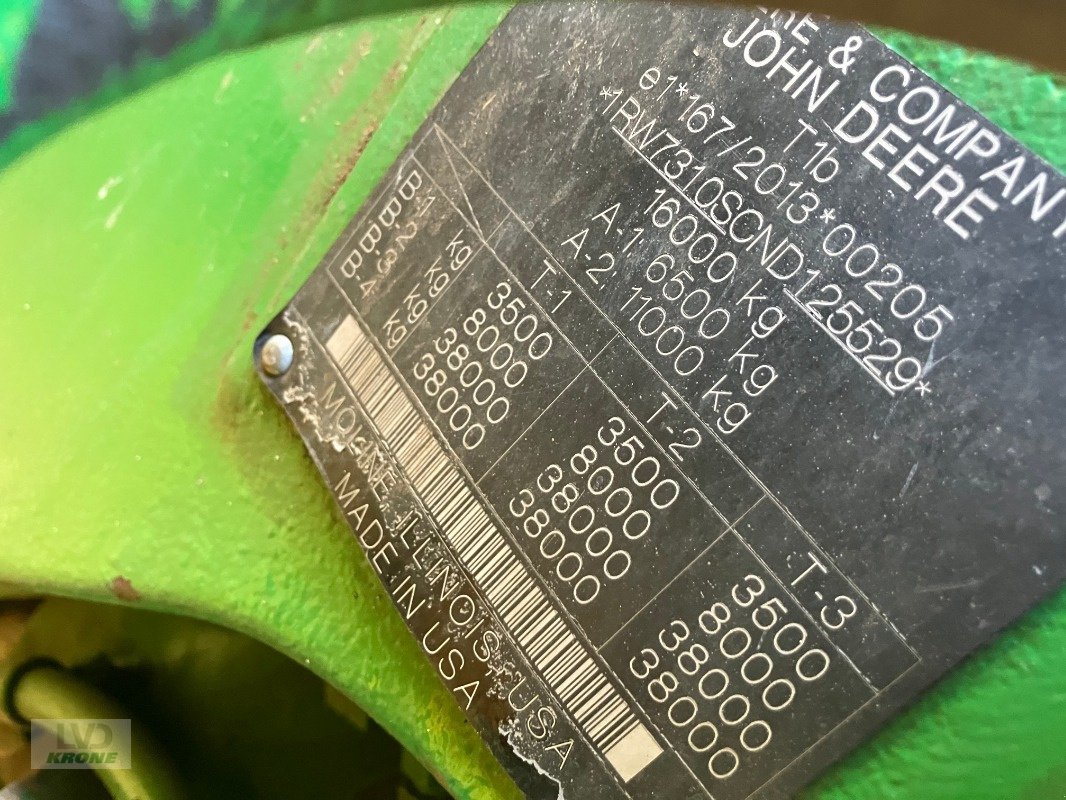 & COMPANY
JOHN DEERE
T1b
e1*167/2013*00205
*1RW7310SCND125529*
16000 kg
A-1 6500 kg
A-2 11000 kg
T-1 T-2 T-3
B-1 kg 3500 3500 3500
B-2 kg 8000 8000 8000
B-3 kg 38000 38000 38000
B-4 kg 38000 38000 38000
MOLINE, ILLINOIS, USA
MADE IN USA
LVD
KRONE